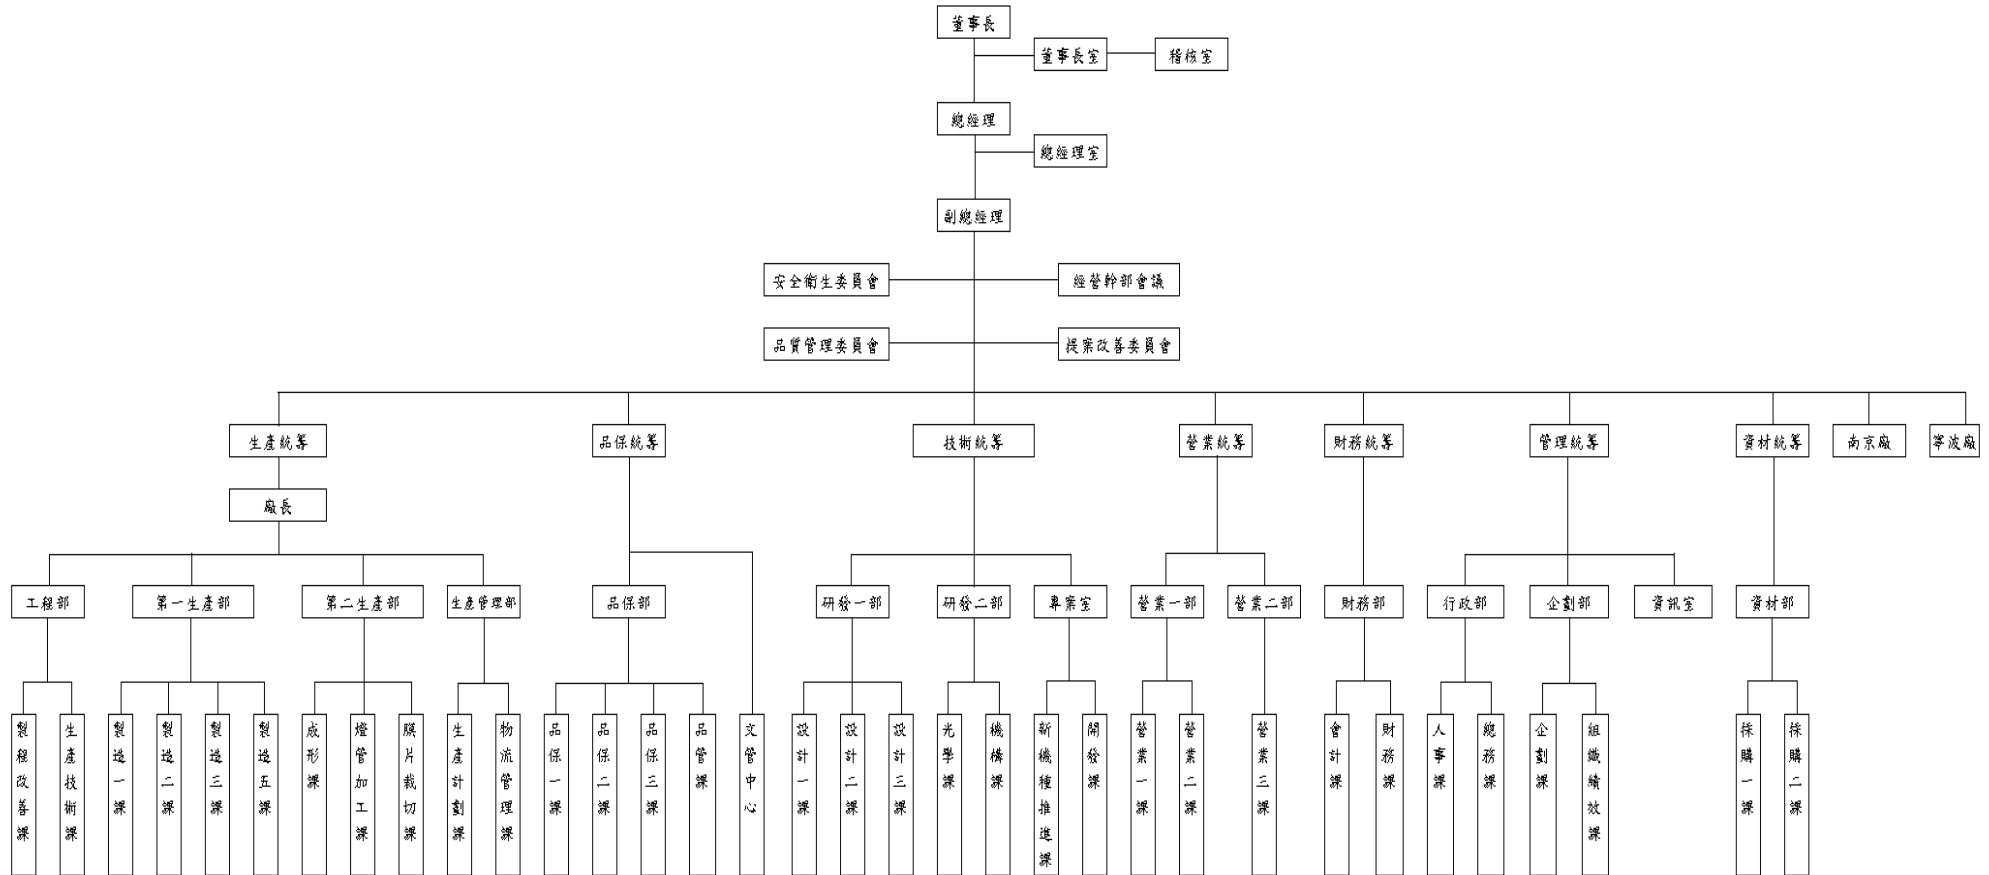 董事長
董事長室
稽核室
總經理
總經理室
副總經理
安全衛生委員會
經營幹部會議
品質管理委員會
提案改善委員會
生產統籌
品保統籌
技術統籌
營業統籌
財務統籌
管理統籌
資材統籌
南京廠
寧波廠
廠長
工程部
第一生產部
第二生產部
生產管理部
品保部
研發一部
研發二部
專案室
營業一部
營業二部
財務部
行政部
企劃部
資訊室
資材部
製程改善課
生產技術課
製造一課
製造二課
製造三課
製造五課
成形課
燈管加工課
膜片裁切課
生產計劃課
物流管理課
品保一課
品保二課
品保三課
品管課
文管中心
設計一課
設計二課
設計三課
光學課
機構課
新機種推進課
開發課
營業一課
營業二課
營業三課
會計課
財務課
人事課
總務課
企劃課
組織績效課
採購一課
採購二課